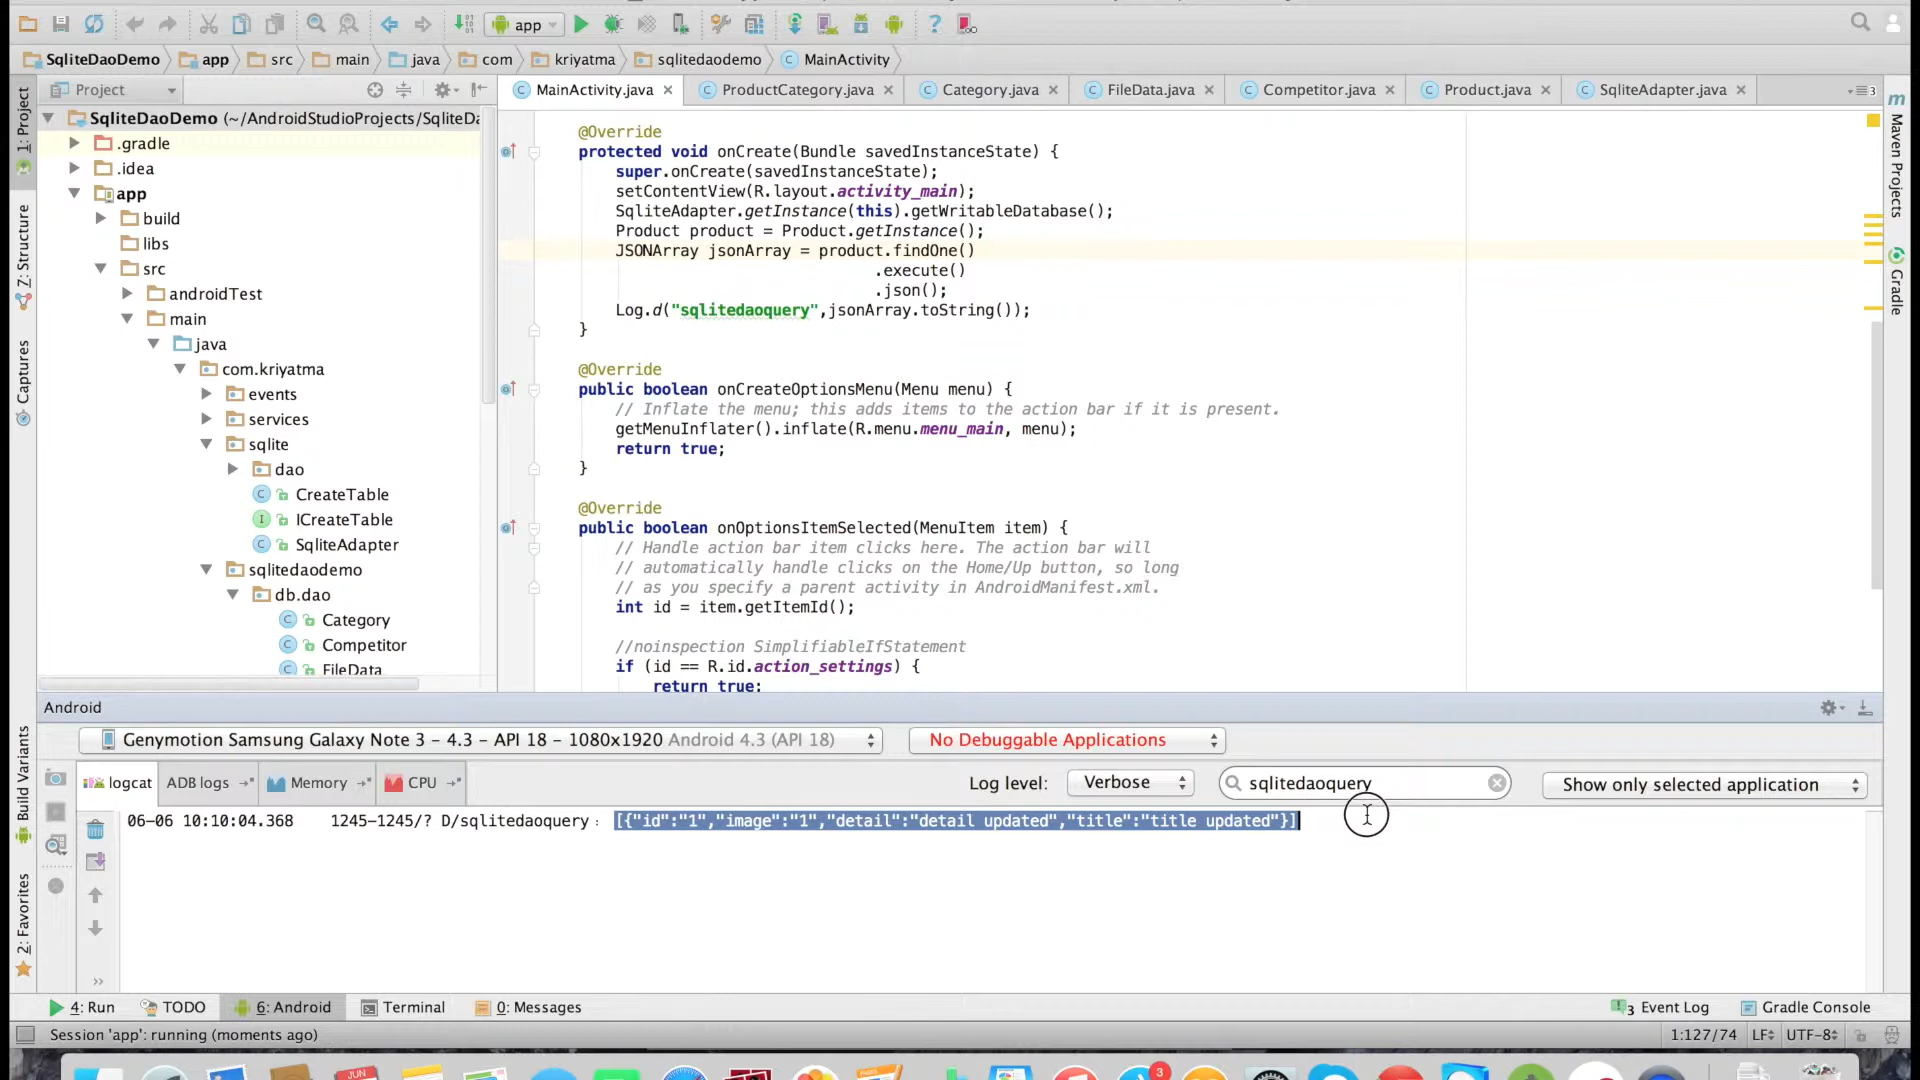 app
SqliteDaoDemo
app
src
main
java
com
kriyatma
sqlitedaodemo
MainActivity
Project
MainActivity.java
ProductCategory.java
Category.java
FileData.java
Competitor.java
Product.java
SqliteAdapter.java
3
1: Project
Z: Structure
Captures
Build Variants
2: Favorites
m
Maven Projects
Gradle
SqliteDaoDemo (~/AndroidStudioProjects/SqliteDa
.gradle
.idea
app
build
libs
src
androidTest
main
java
com.kriyatma
events
services
sqlite
dao
CreateTable
ICreateTable
SqliteAdapter
sqlitedaodemo
db.dao
Category
Competitor
FileData
@Override
protected void onCreate(Bundle savedInstanceState) {
super.onCreate(savedInstanceState);
setContentView(R.layout.activity_main);
SqliteAdapter.getInstance(this).getWritableDatabase();
Product product = Product.getInstance();
JSONArray jsonArray = product.findOne()
.execute()
.json();
Log.d("sqlitedaoquery",jsonArray.toString());
}
@Override
public boolean onCreateOptionsMenu(Menu menu) {
// Inflate the menu; this adds items to the action bar if it is present.
getMenuInflater().inflate(R.menu.menu_main, menu);
return true;
}
@Override
public boolean onOptionsItemSelected(MenuItem item) {
// Handle action bar item clicks here. The action bar will
// automatically handle clicks on the Home/Up button, so long
// as you specify a parent activity in AndroidManifest.xml.
int id = item.getItemId();
//noinspection SimplifiableIfStatement
if (id == R.id.action_settings) {
return true;
Android
Genymotion Samsung Galaxy Note 3 - 4.3 - API 18 - 1080x1920 Android 4.3 (API 18)
No Debuggable Applications
logcat
ADB logs
Memory
CPU
Log level:
Verbose
sqlitedaoquery
Show only selected application
06-06 10:10:04.368 1245-1245/? D/sqlitedaoquery : [{"id":"1","image":"1","detail":"detail updated","title":"title updated"}]
4: Run
TODO
6: Android
Terminal
0: Messages
3 Event Log
Gradle Console
Session 'app': running (moments ago)
1:127/74
LF
UTF-8
JUN
3